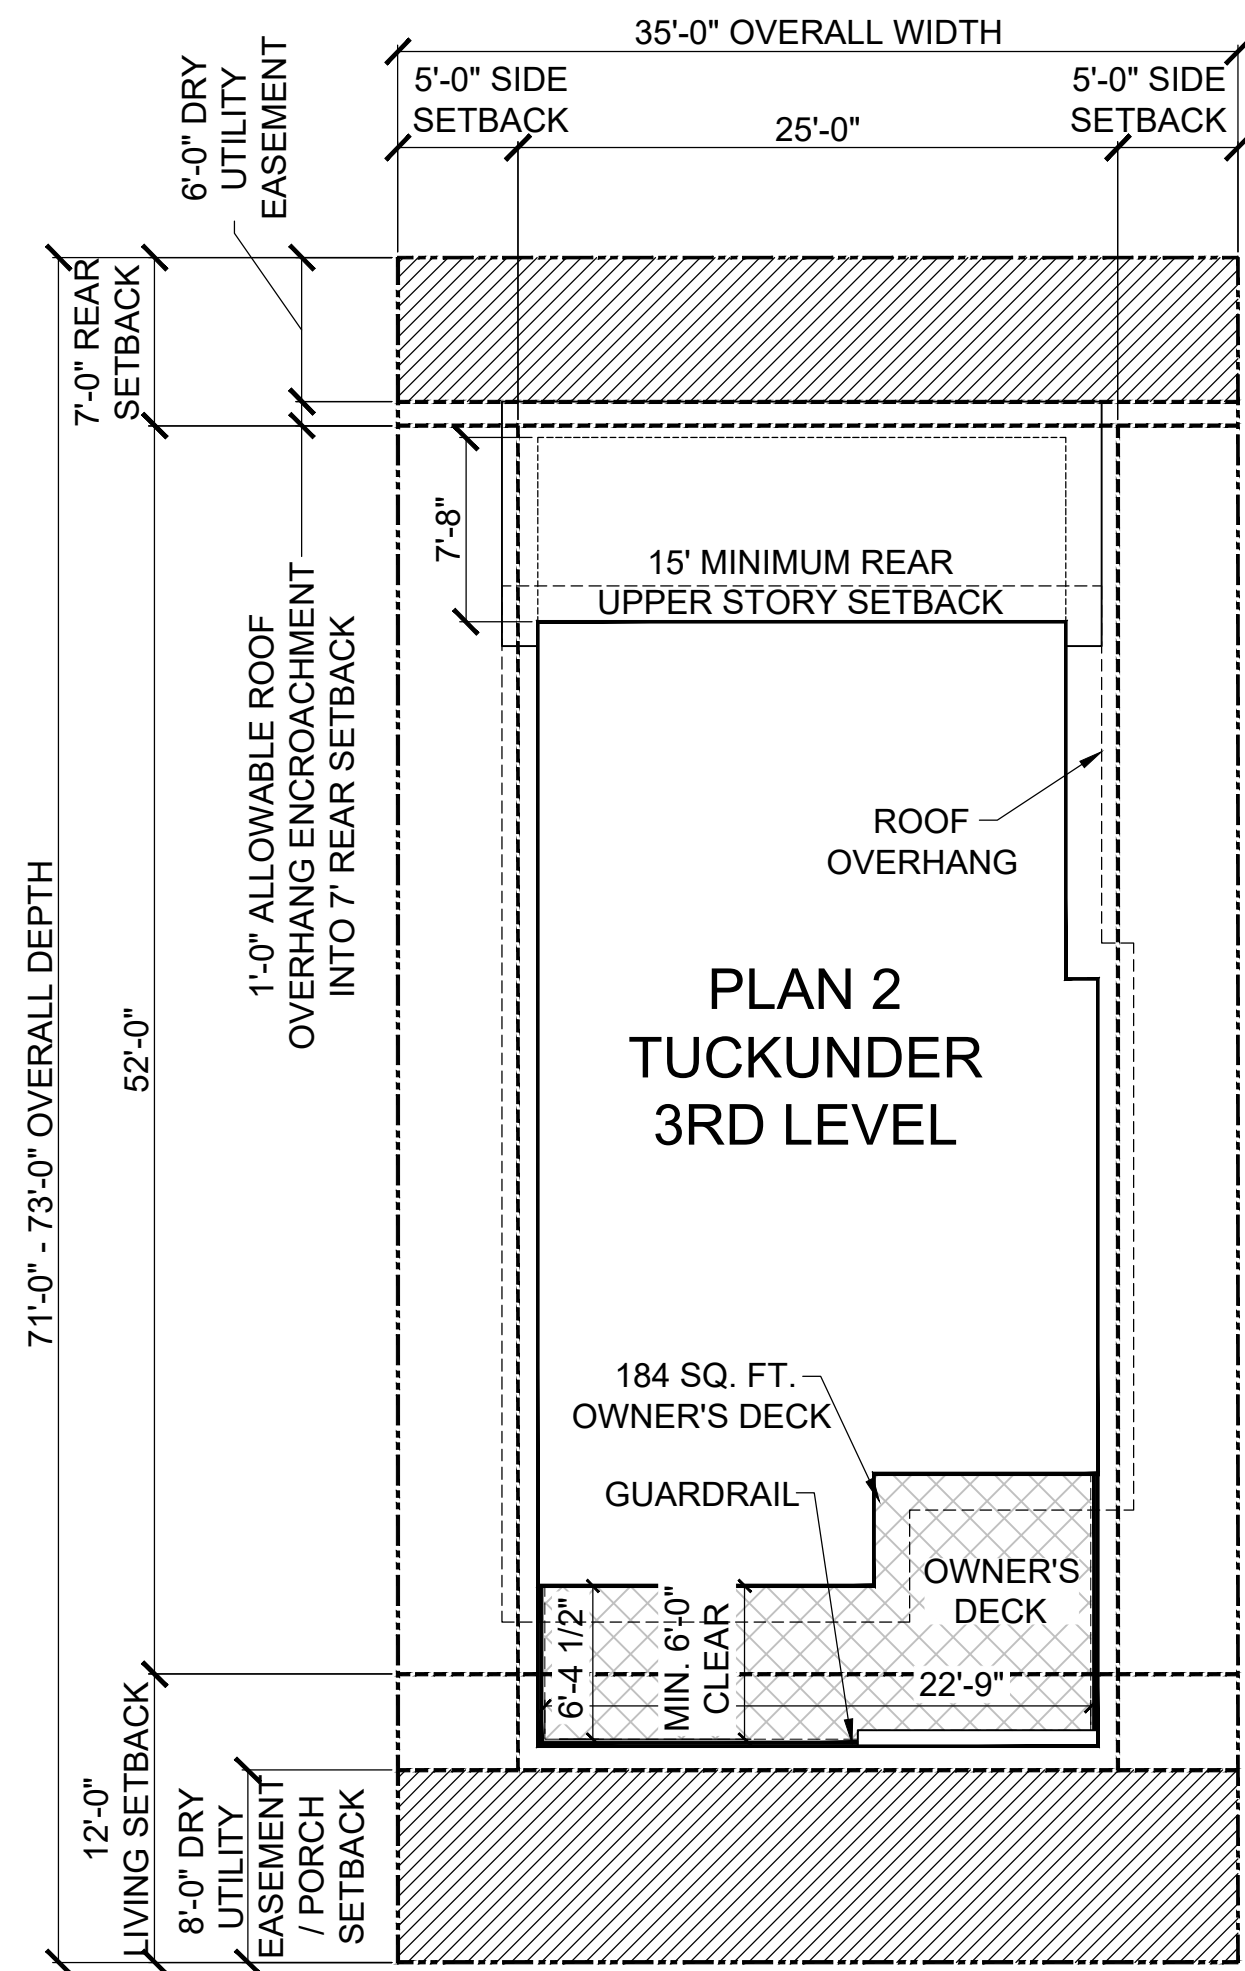 35'-0" OVERALL WIDTH
5'-0" SIDE
SETBACK
25'-0"
5'-0" SIDE
SETBACK
6'-0" DRY
UTILITY
EASEMENT
7'-0" REAR
SETBACK
7'-8"
15' MINIMUM REAR
UPPER STORY SETBACK
1'-0" ALLOWABLE ROOF
OVERHANG ENCROACHMENT
INTO 7' REAR SETBACK
ROOF
OVERHANG
71'-0" - 73'-0" OVERALL DEPTH
52'-0"
PLAN 2
TUCKUNDER
3RD LEVEL
184 SQ. FT.
OWNER'S DECK
GUARDRAIL
OWNER'S
DECK
6'-4 1/2"
MIN. 6'-0"
CLEAR
22'-9"
12'-0"
LIVING SETBACK
8'-0" DRY
UTILITY
EASEMENT
/ PORCH
SETBACK